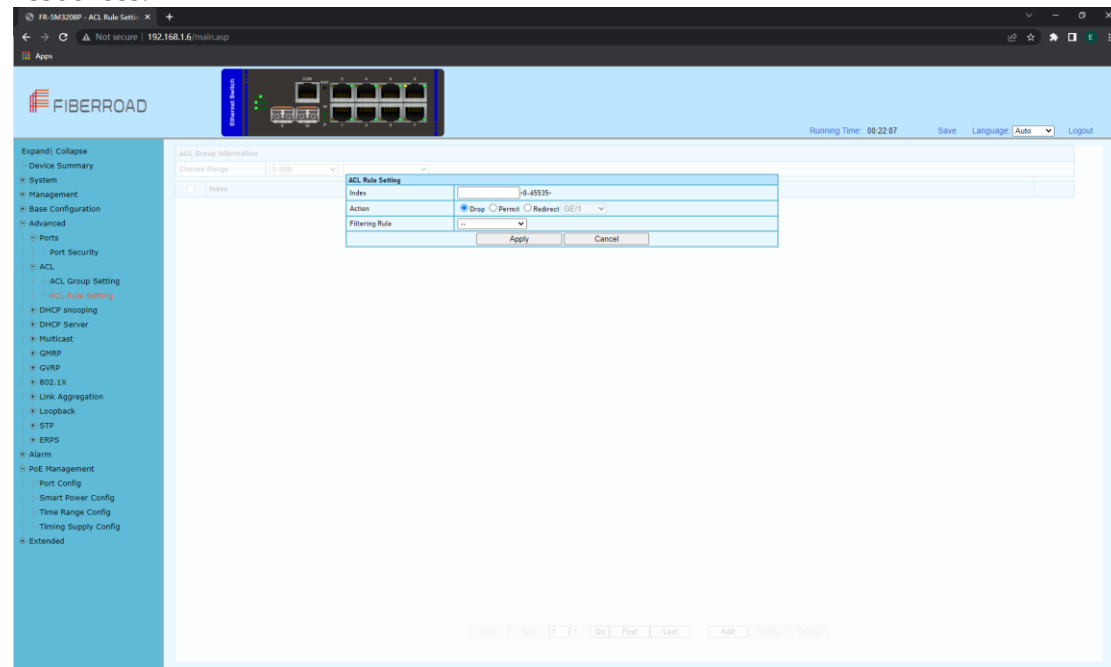 FR-5M3208P - ACL Rule Settin
Not secure | 192.168.1.6/main.asp
Apps
E
FIBERROAD
Ethernet Switch
CON
Running Time: 00:22:07 Save Language: Auto Logout
Expand| Collapse
Device Summary
System
Management
Base Configuration
Advanced
Ports
Port Security
ACL
ACL Group Setting
ACL Rule Setting
DHCP snooping
DHCP Server
Multicast
GMRP
GVRP
802.1X
Link Aggregation
Loopback
STP
ERPS
Alarm
PoE Management
Port Config
Smart Power Config
Time Range Config
Timing Supply Config
Extended
ACL Group Information
Choose Range 0-999
Index
ACL Rule Setting
Index <0-65535>
Action Drop Permit Redirect GE/1
Filtering Rule --
Apply Cancel
Prev Next 1 / 1 Go First Last Add Modify Delete